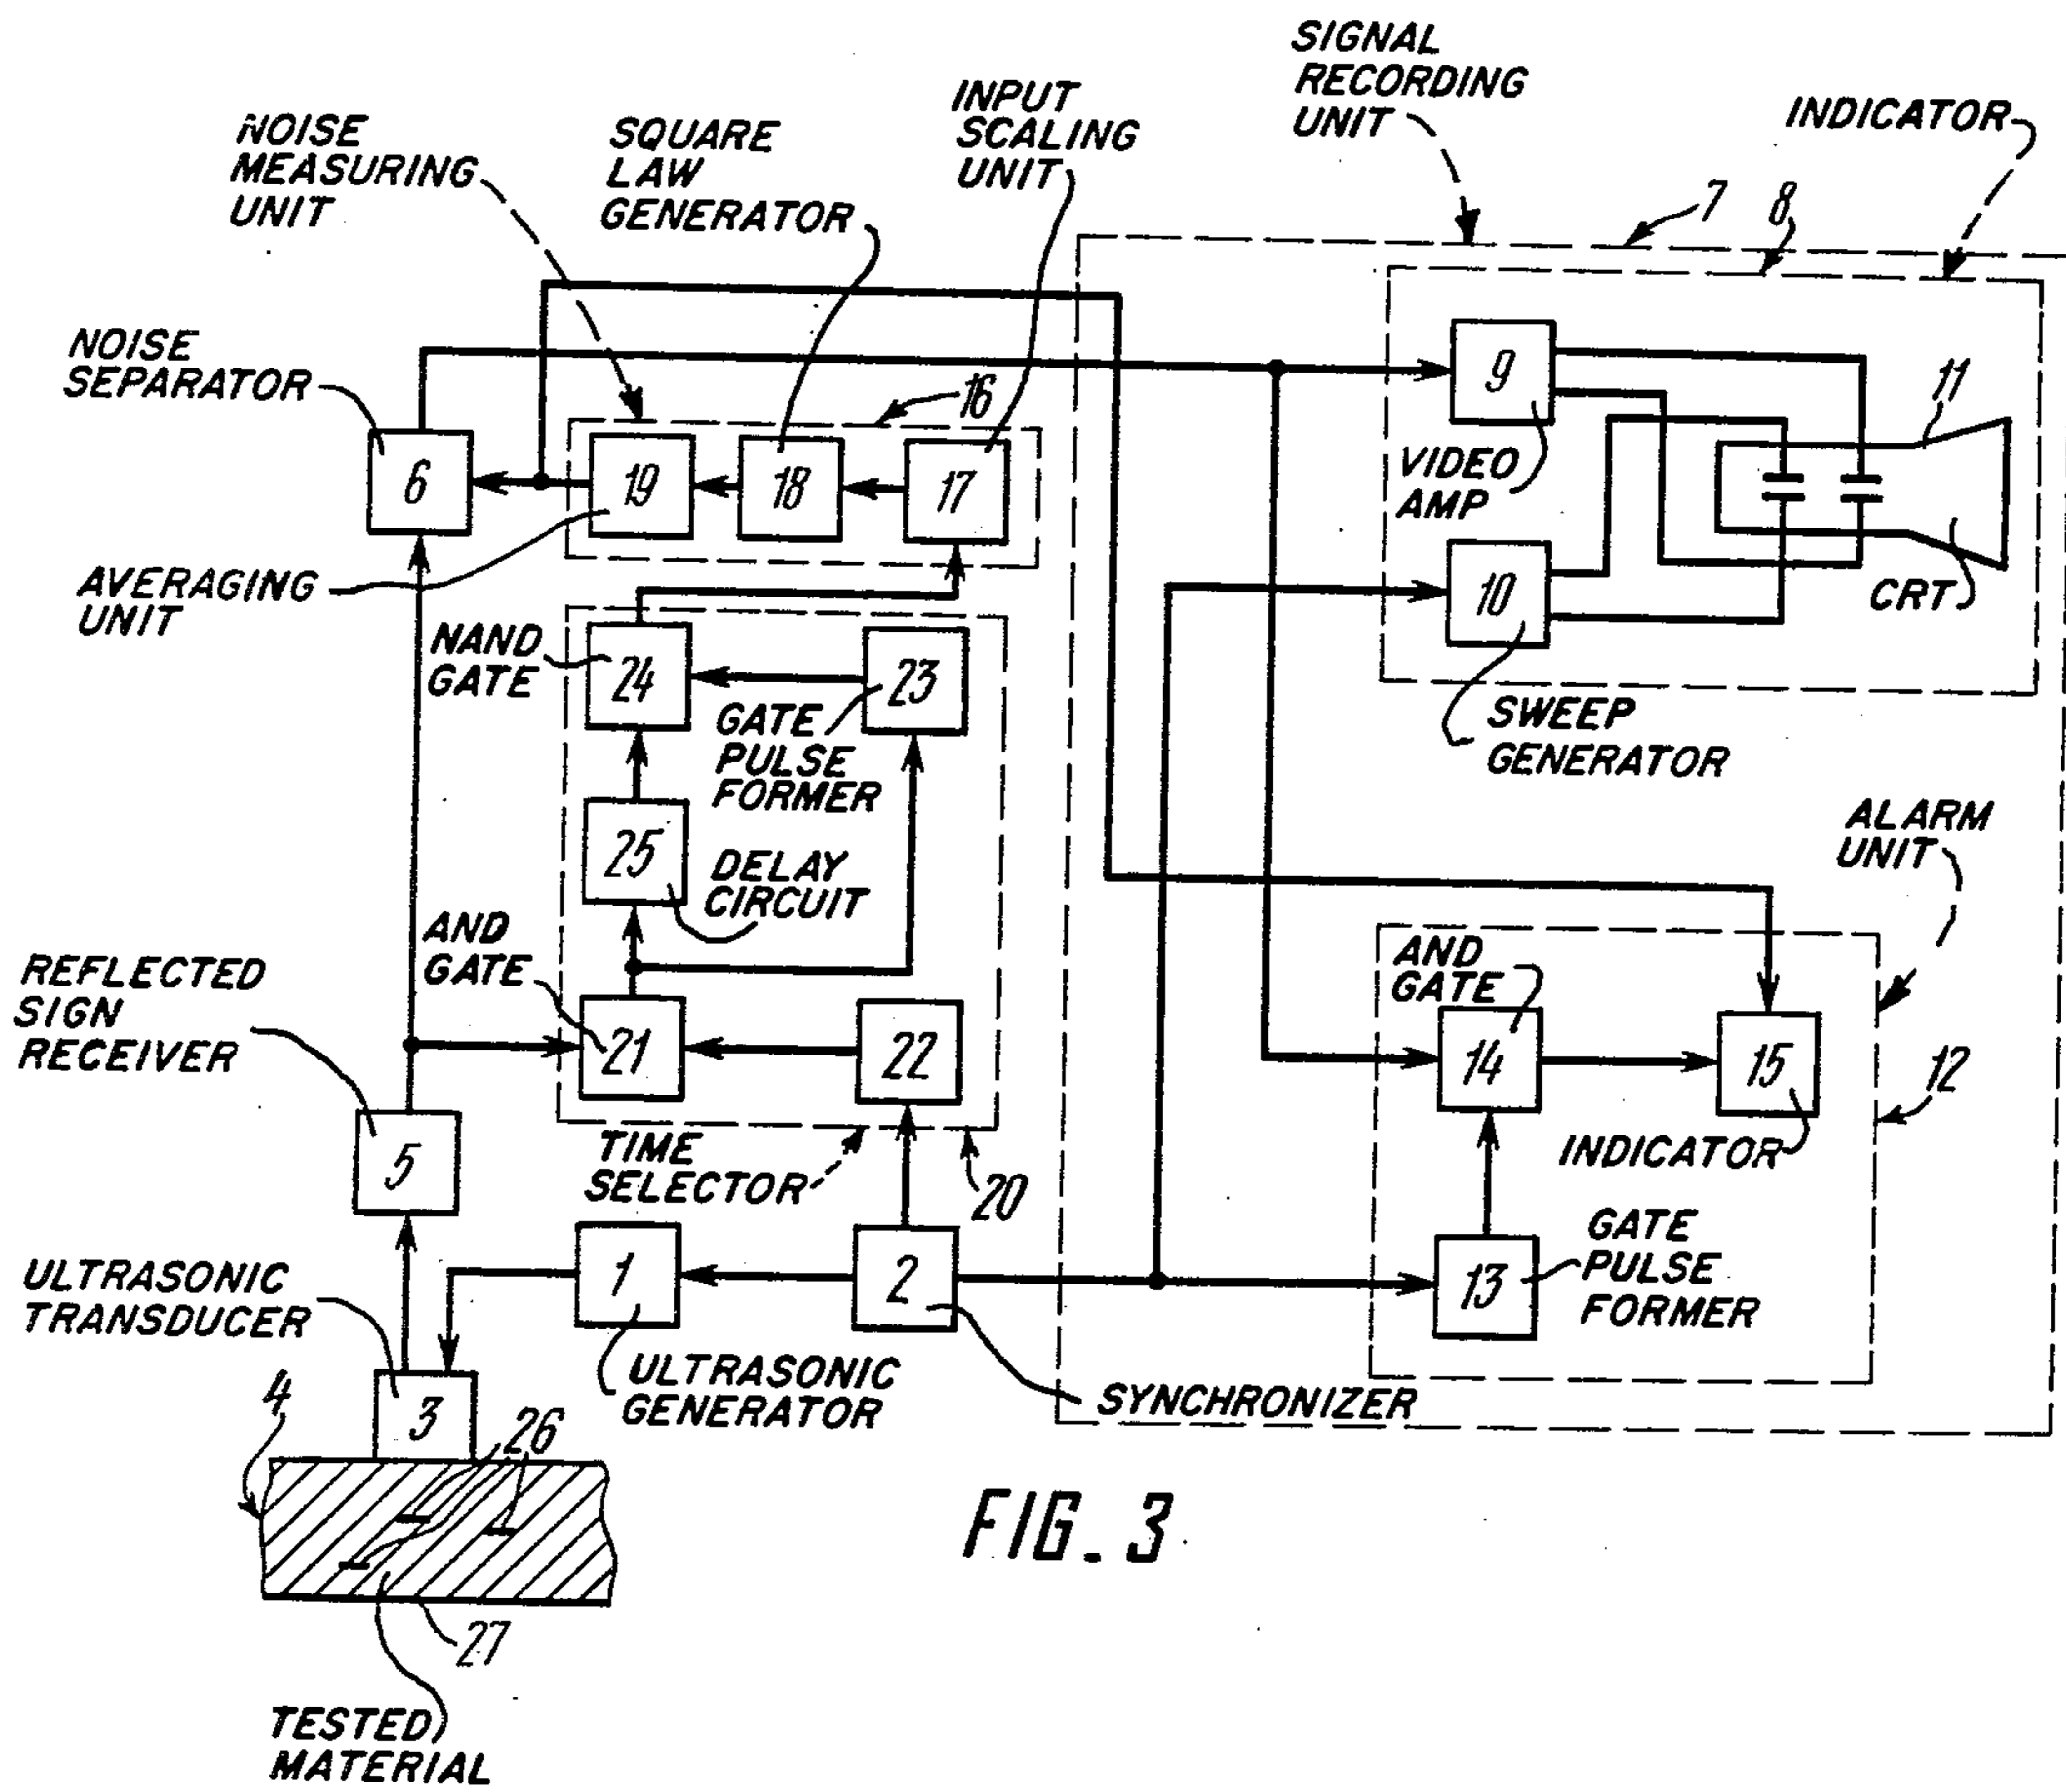 SIGNAL
RECORDING
UNIT
INDICATOR
INPUT
SCALING
UNIT
NOISE
MEASURING
UNIT
SQUARE
LAW
GENERATOR
7
8
NOISE
SEPARATOR
16
6
19
18
17
9
11
VIDEO
AMP
10
CRT
AVERAGING
UNIT
NAND
GATE
24
23
GATE
PULSE
FORMER
SWEEP
GENERATOR
25
DELAY
CIRCUIT
ALARM
UNIT
AND
GATE
REFLECTED
SIGN
RECEIVER
21
22
AND
GATE
14
15
12
5
TIME
SELECTOR
20
INDICATOR
ULTRASONIC
TRANSDUCER
1
2
13
GATE
PULSE
FORMER
ULTRASONIC
GENERATOR
SYNCHRONIZER
4
3
26
27
TESTED
MATERIAL
FIG. 3